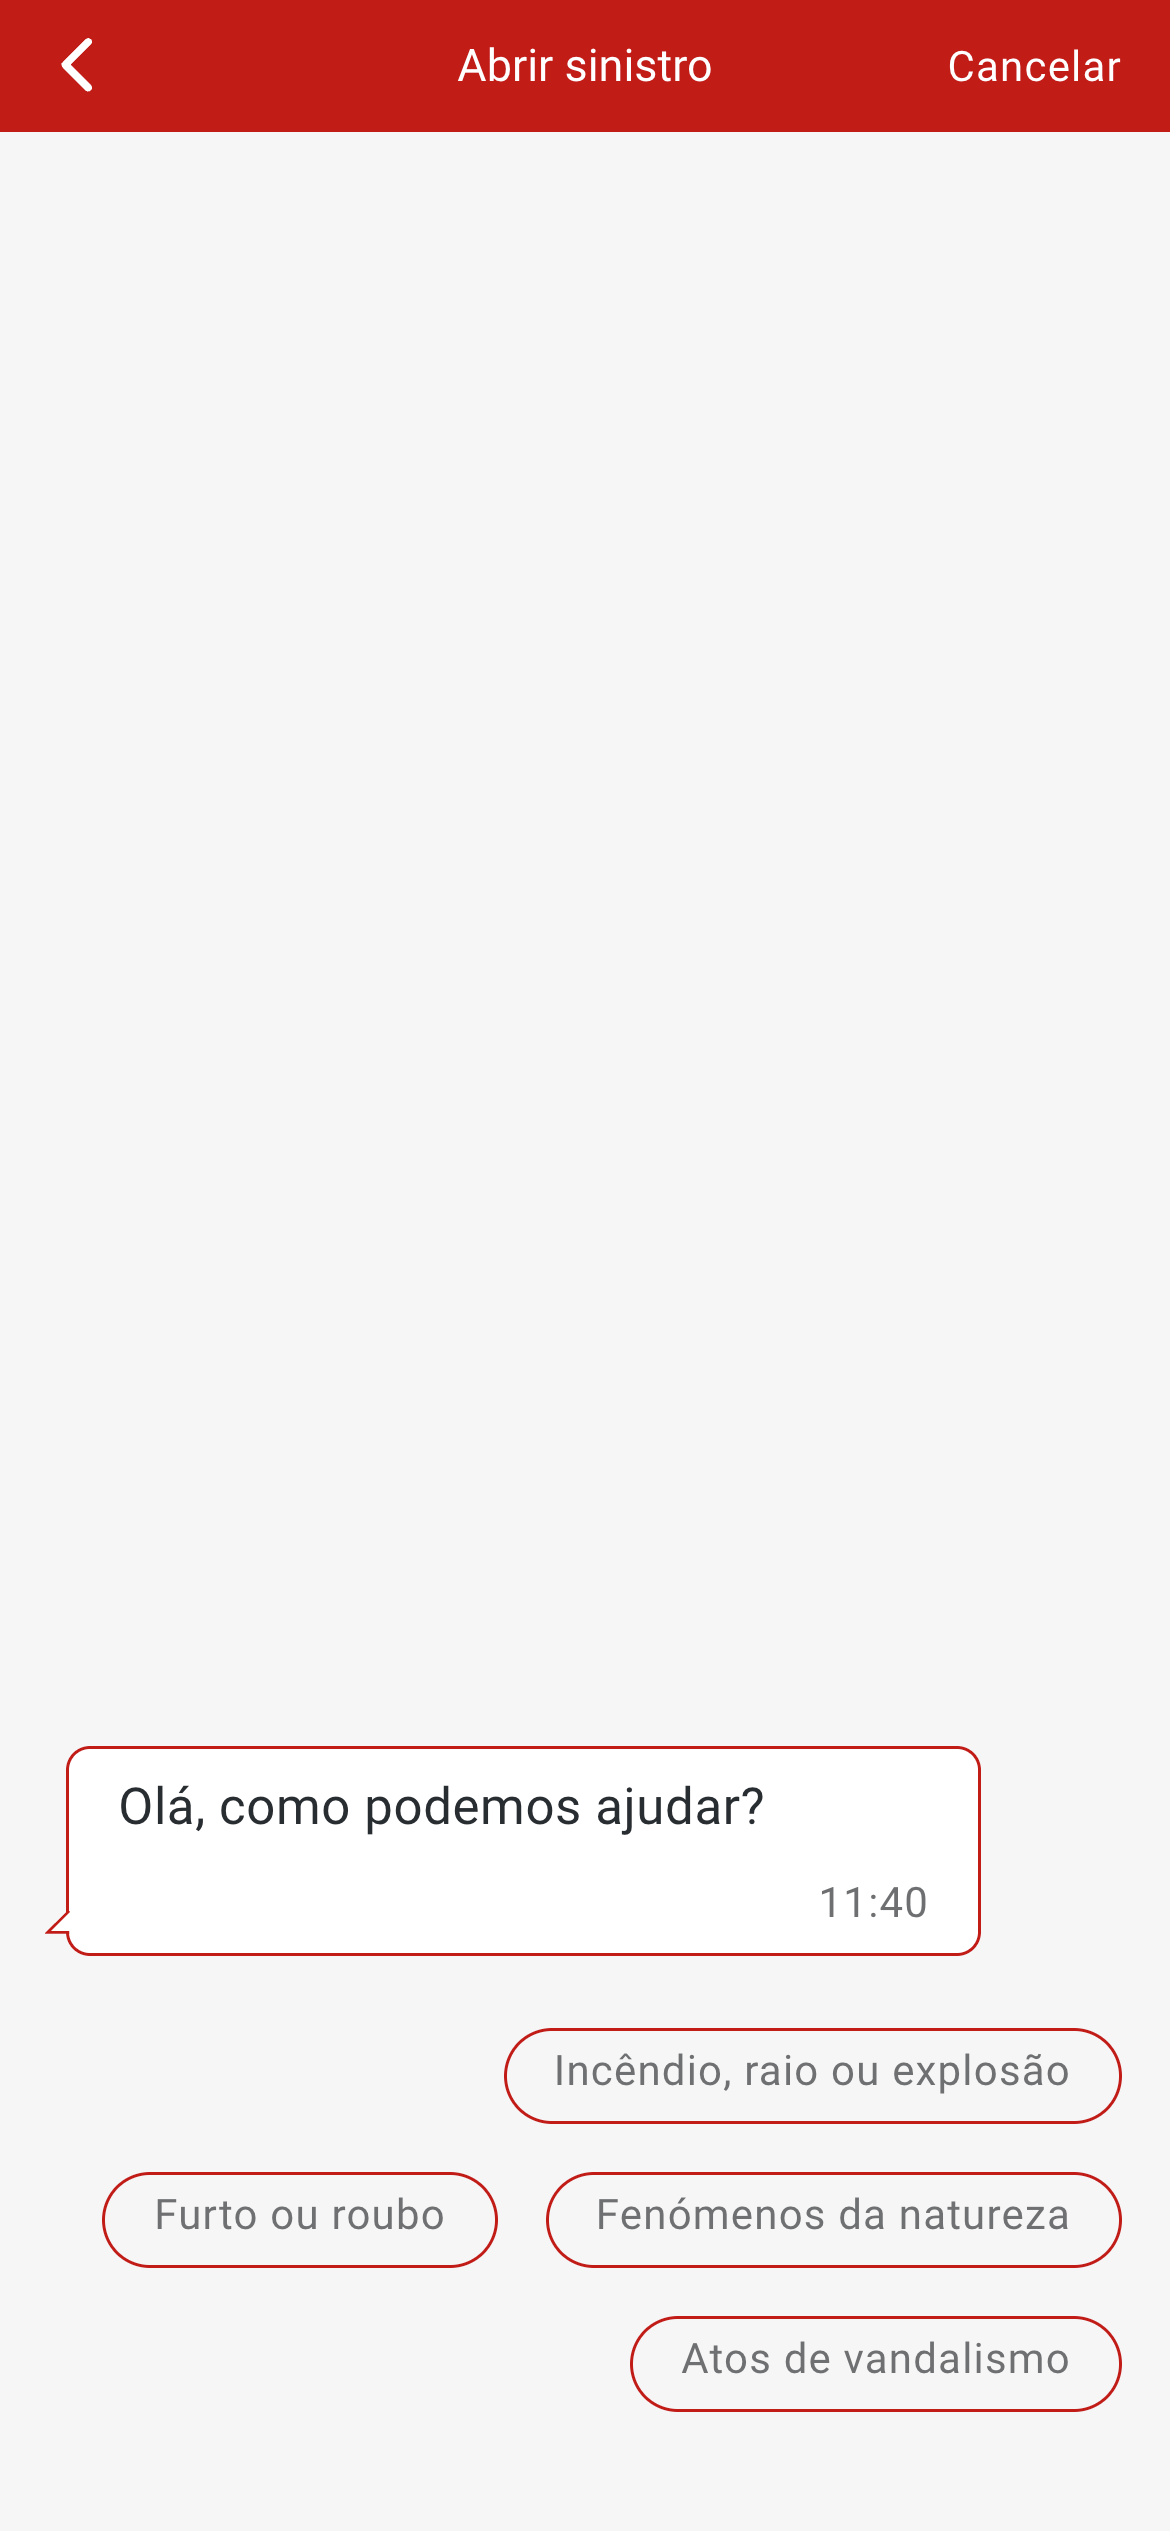 Abrir sinistro
Cancelar
Olá, como podemos ajudar?
11:40
Incêndio, raio ou explosão
Furto ou roubo
Fenómenos da natureza
Atos de vandalismo